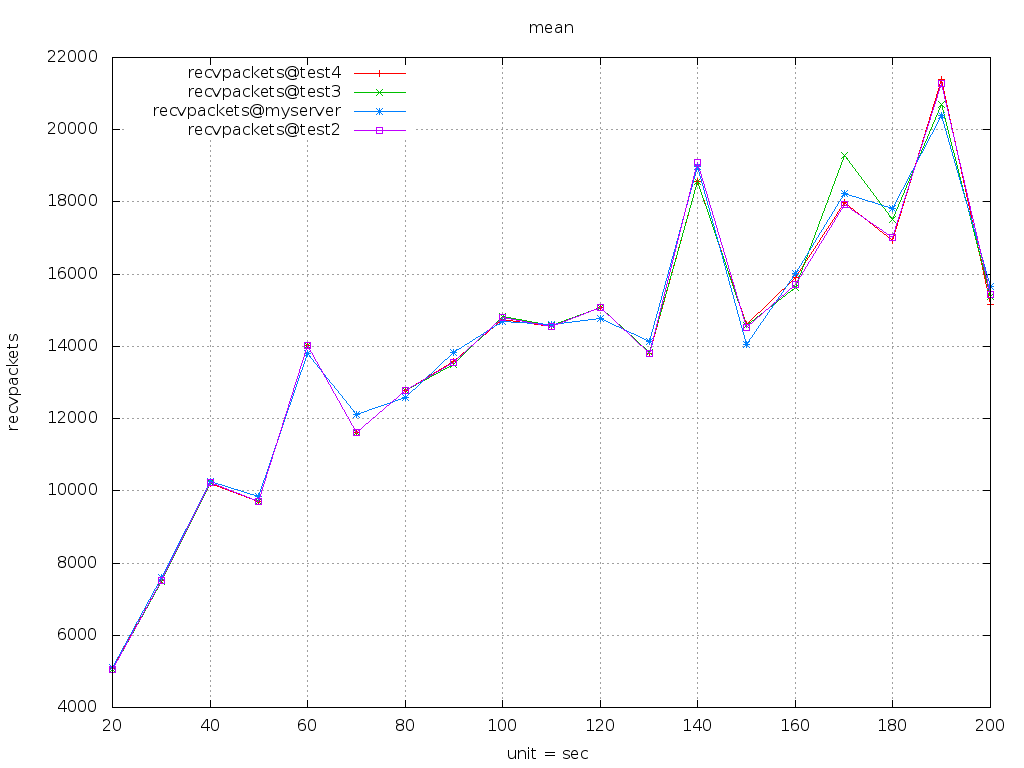 mean
22000
20000
18000
16000
14000
12000
10000
8000
6000
4000
recvpackets@test4
recvpackets@test3
recvpackets@myserver
recvpackets@test2
recvpackets
20 40 60 80 100 120 140 160 180 200
unit = sec